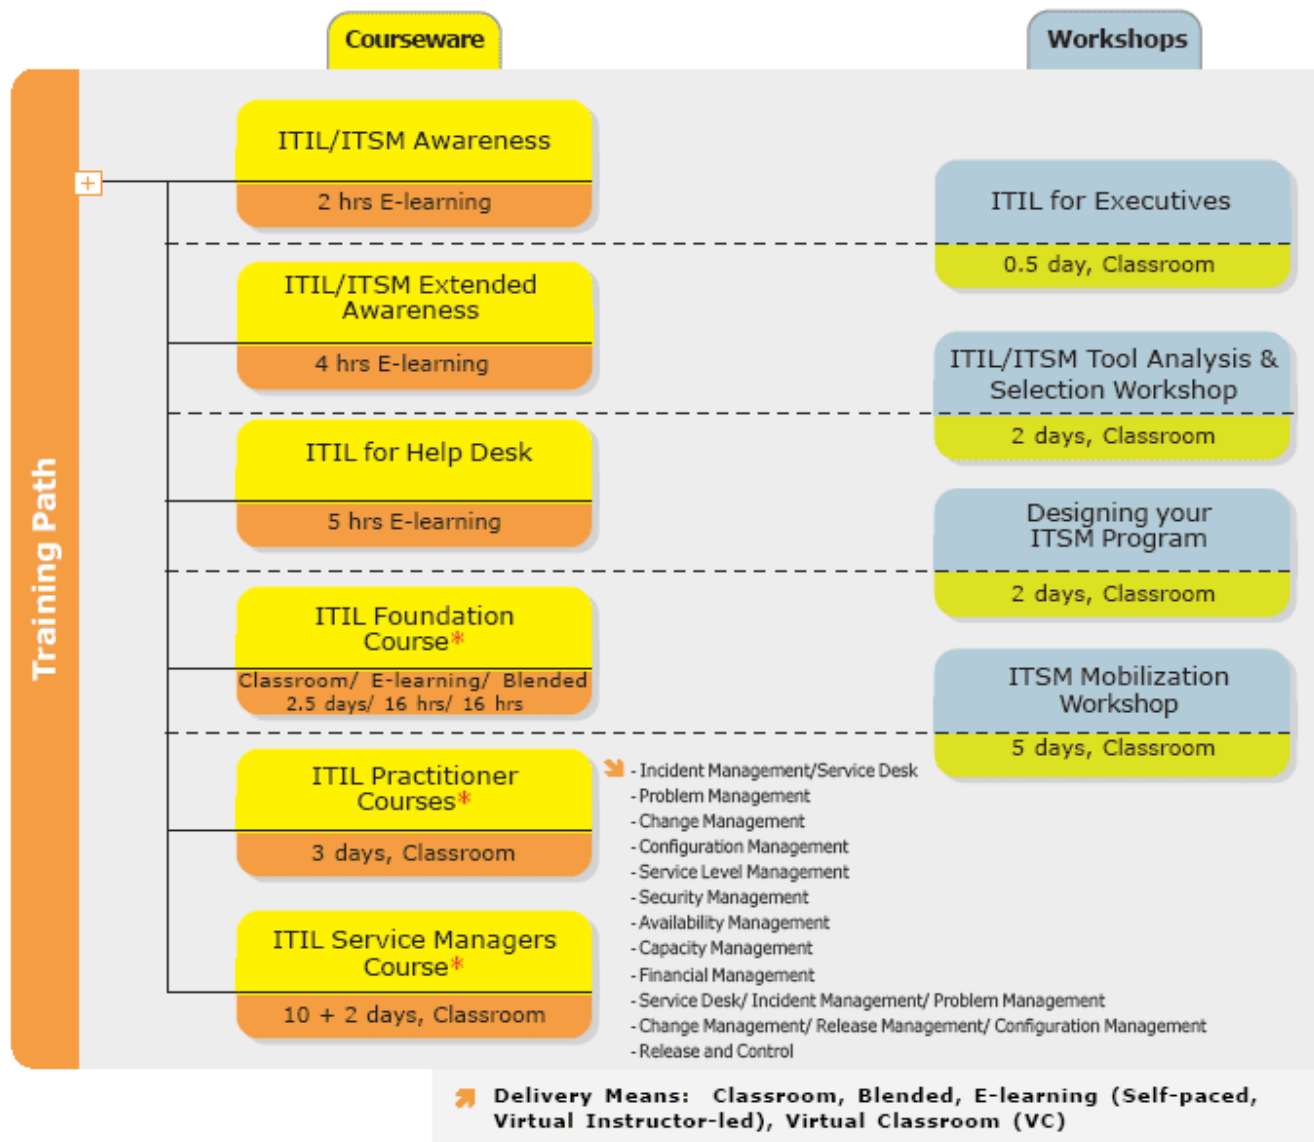 Courseware
Workshops
Training Path
ITIL/ITSM Awareness
2 hrs E-learning
ITIL for Executives
0.5 day, Classroom
ITIL/ITSM Extended
Awareness
4 hrs E-learning
ITIL/ITSM Tool Analysis &
Selection Workshop
2 days, Classroom
ITIL for Help Desk
5 hrs E-learning
Designing your
ITSM Program
2 days, Classroom
ITIL Foundation
Course*
Classroom/ E-learning/ Blended
2.5 days/ 16 hrs/ 16 hrs
ITSM Mobilization
Workshop
5 days, Classroom
ITIL Practitioner
Courses*
3 days, Classroom
- Incident Management/Service Desk
- Problem Management
- Change Management
- Configuration Management
- Service Level Management
- Security Management
- Availability Management
- Capacity Management
- Financial Management
- Service Desk/ Incident Management/ Problem Management
- Change Management/ Release Management/ Configuration Management
- Release and Control
ITIL Service Managers
Course*
10 + 2 days, Classroom
Delivery Means: Classroom, Blended, E-learning (Self-paced,
Virtual Instructor-led), Virtual Classroom (VC)